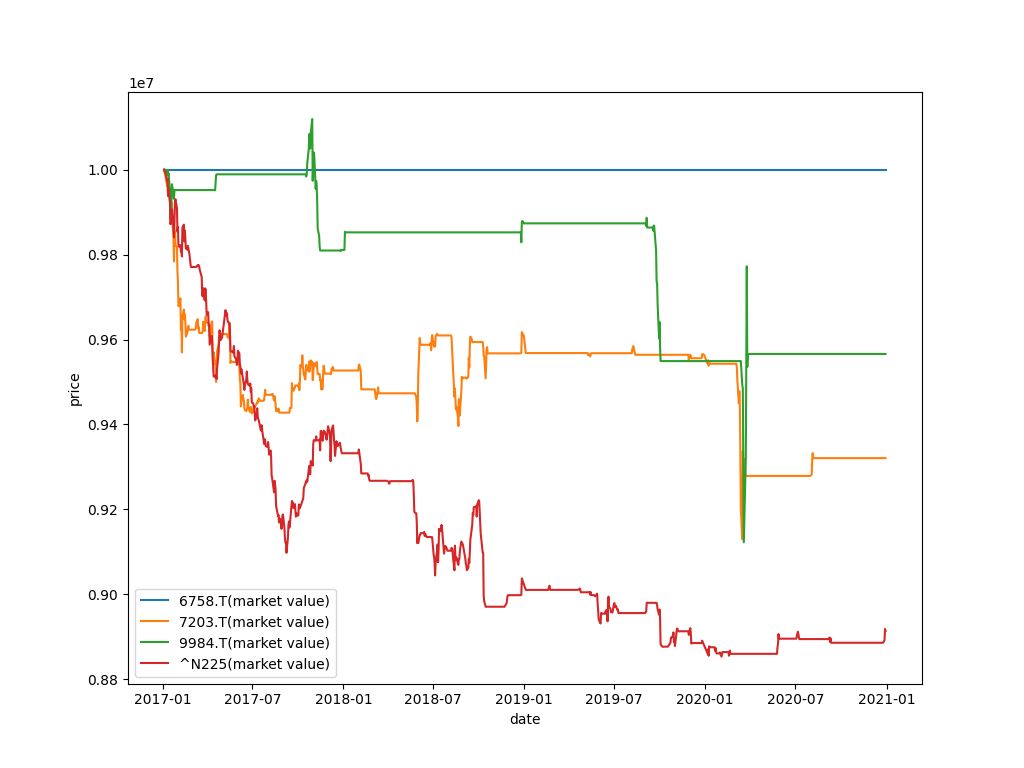 1e7
1.00
0.98
0.96
0.94
0.92
0.90
0.88
price
6758.T(market value)
7203.T(market value)
9984.T(market value)
^N225(market value)
2017-01 2017-07 2018-01 2018-07 2019-01 2019-07 2020-01 2020-07 2021-01
date